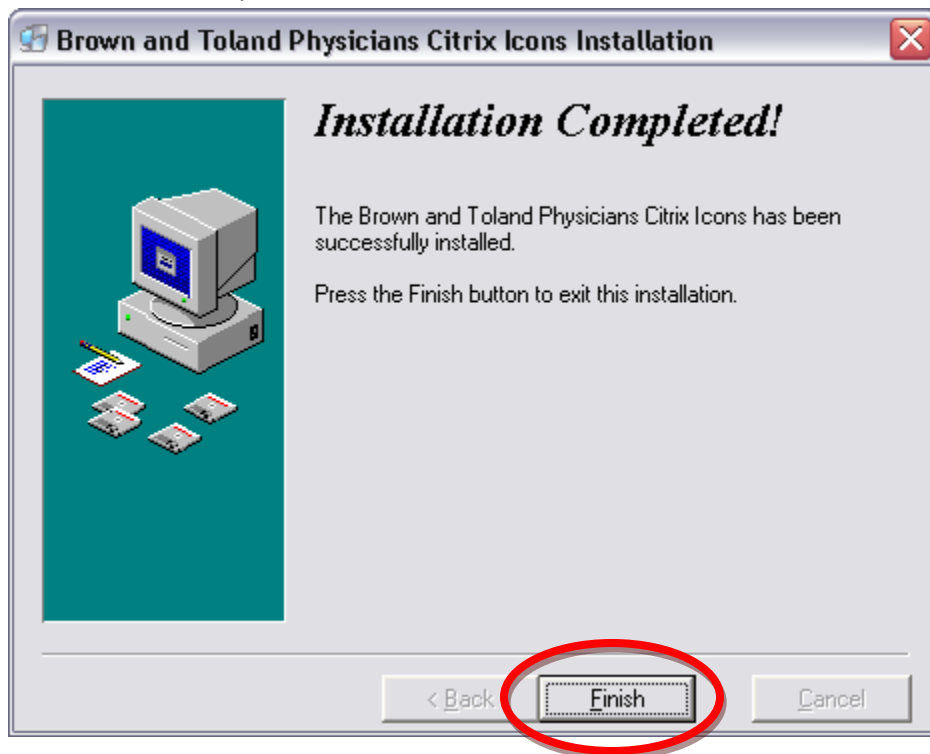 Brown and Toland Physicians Citrix Icons Installation
Installation Completed!
The Brown and Toland Physicians Citrix Icons has been
successfully installed.
Press the Finish button to exit this installation.
< Back
Finish
Cancel